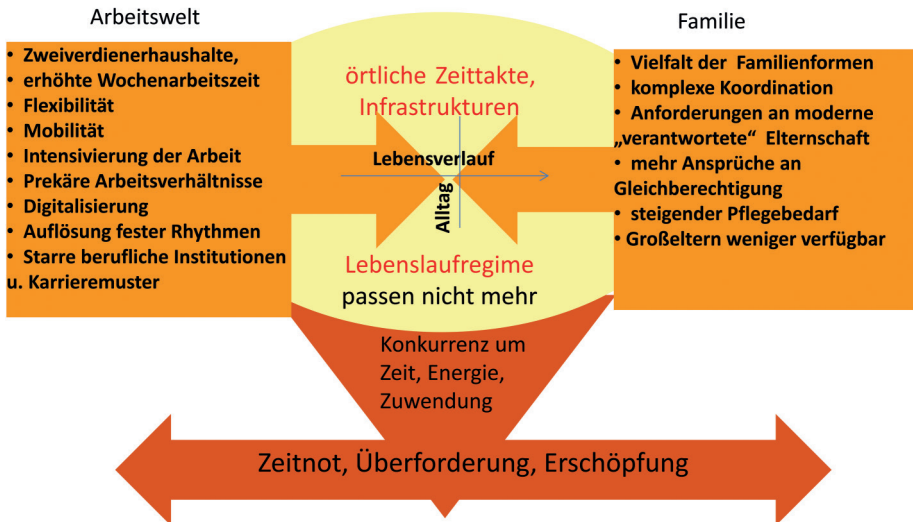 Arbeitswelt
• Zweiverdienerhaushalte,
• erhöhte Wochenarbeitszeit
• Flexibilität
• Mobilität
• Intensivierung der Arbeit
• Prekäre Arbeitsverhältnisse
• Digitalisierung
• Auflösung fester Rhythmen
• Starre berufliche Institutionen
u. Karrieremuster
örtliche Zeittakte,
Infrastrukturen
Lebensverlauf
Alltag
Lebenslaufregime
passen nicht mehr
Familie
• Vielfalt der Familienformen
• komplexe Koordination
• Anforderungen an moderne
„verantwortete“ Elternschaft
• mehr Ansprüche an
Gleichberechtigung
• steigender Pflegebedarf
• Großeltern weniger verfügbar
Konkurrenz um
Zeit, Energie,
Zuwendung
Zeitnot, Überforderung, Erschöpfung